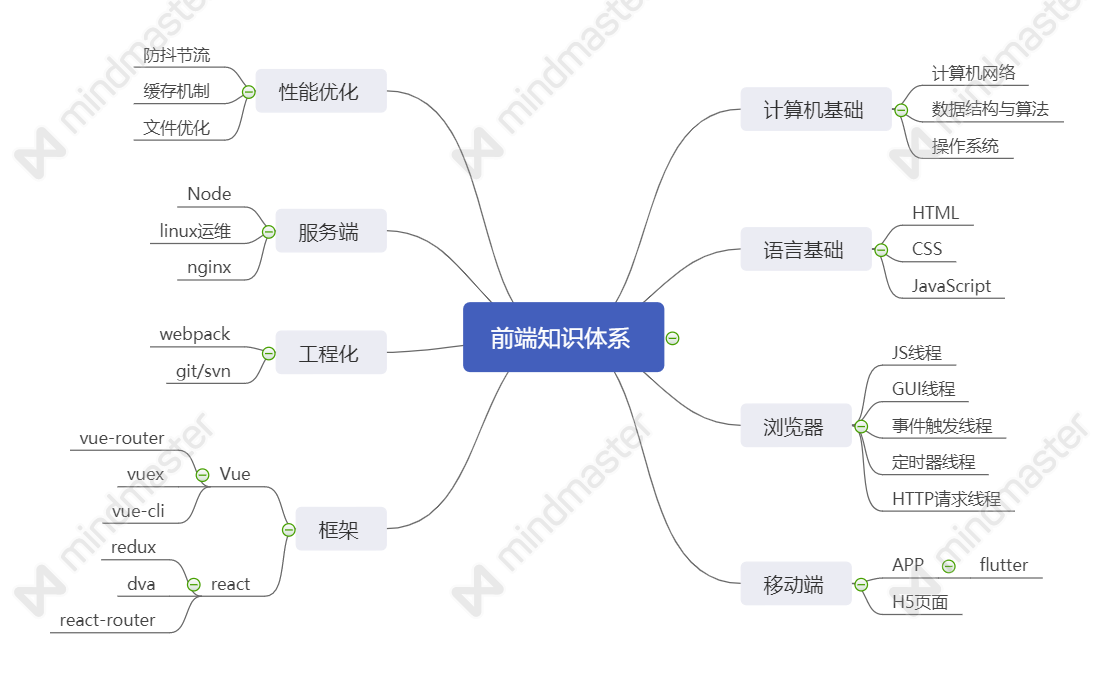 前端知识体系
计算机基础
计算机网络
数据结构与算法
操作系统
语言基础
HTML
CSS
JavaScript
浏览器
JS线程
GUI线程
事件触发线程
定时器线程
HTTP请求线程
移动端
APP
flutter
H5页面
性能优化
防抖节流
缓存机制
文件优化
服务端
Node
linux运维
nginx
工程化
webpack
git/svn
框架
Vue
vue-router
vuex
vue-cli
react
redux
dva
react-router
mindmaster
mindmaster
mindmaster
mindmaster
mindmaster
mindmaster